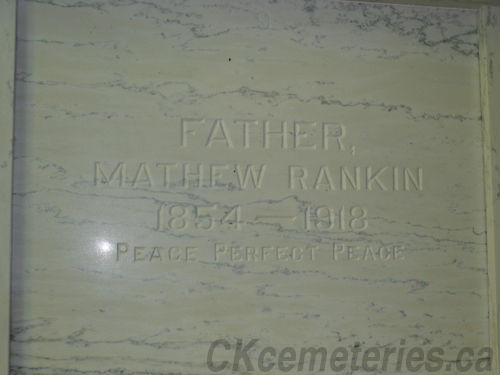 FATHER,
MATHEW RANKIN
1854 — 1918
PEACE PERFECT PEACE
CKcemeteries.ca